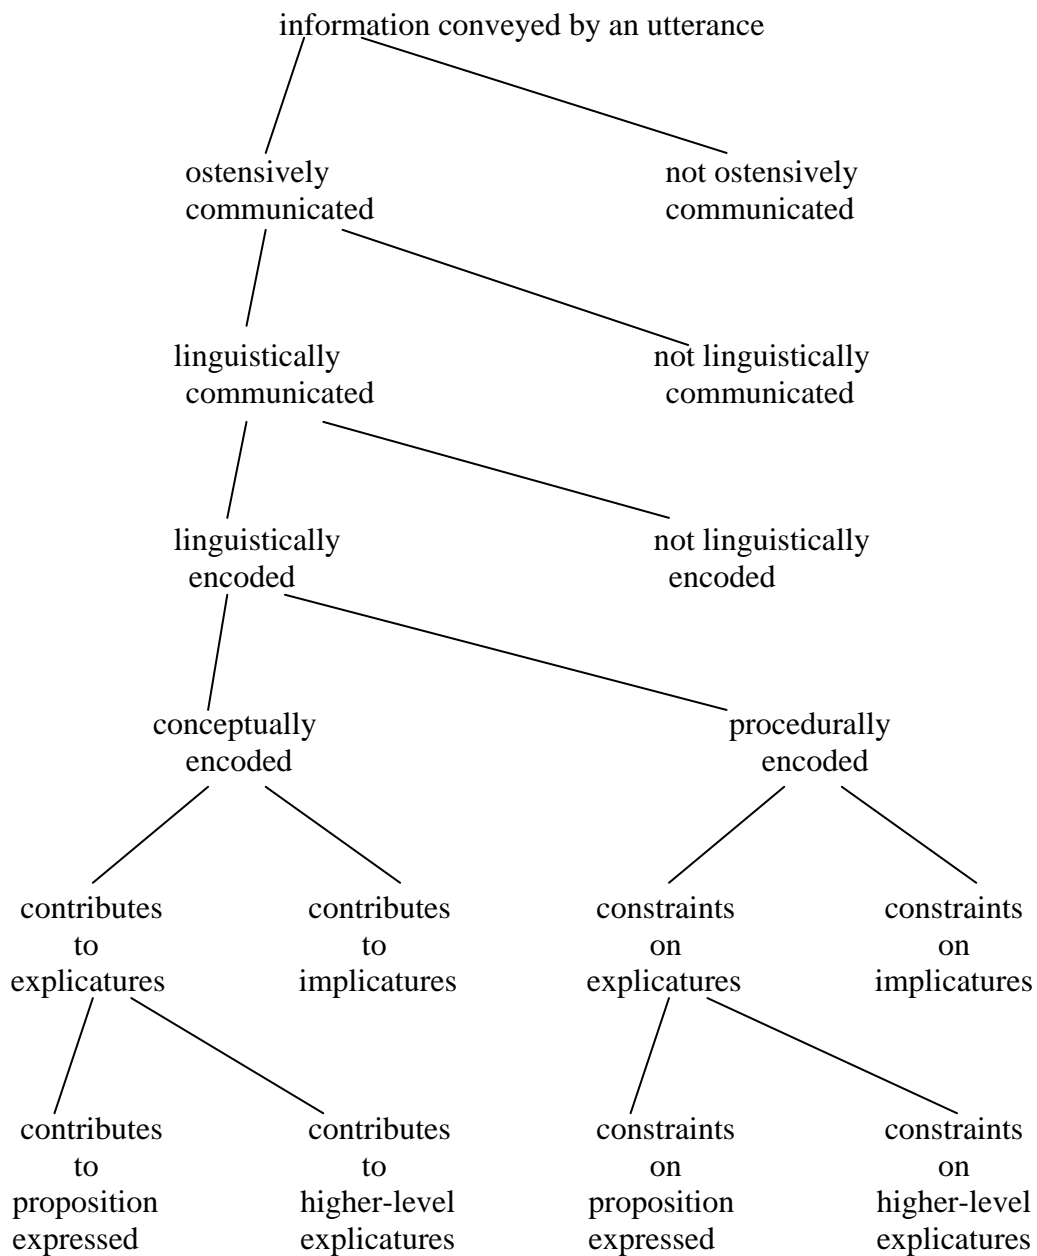 information conveyed by an utterance
ostensively
communicated
not ostensively
communicated
linguistically
communicated
not linguistically
communicated
linguistically
encoded
not linguistically
encoded
conceptually
encoded
procedurally
encoded
contributes
to
explicatures
contributes
to
implicatures
constraints
on
explicatures
constraints
on
implicatures
contributes
to
proposition
expressed
contributes
to
higher-level
explicatures
constraints
on
proposition
expressed
constraints
on
higher-level
explicatures